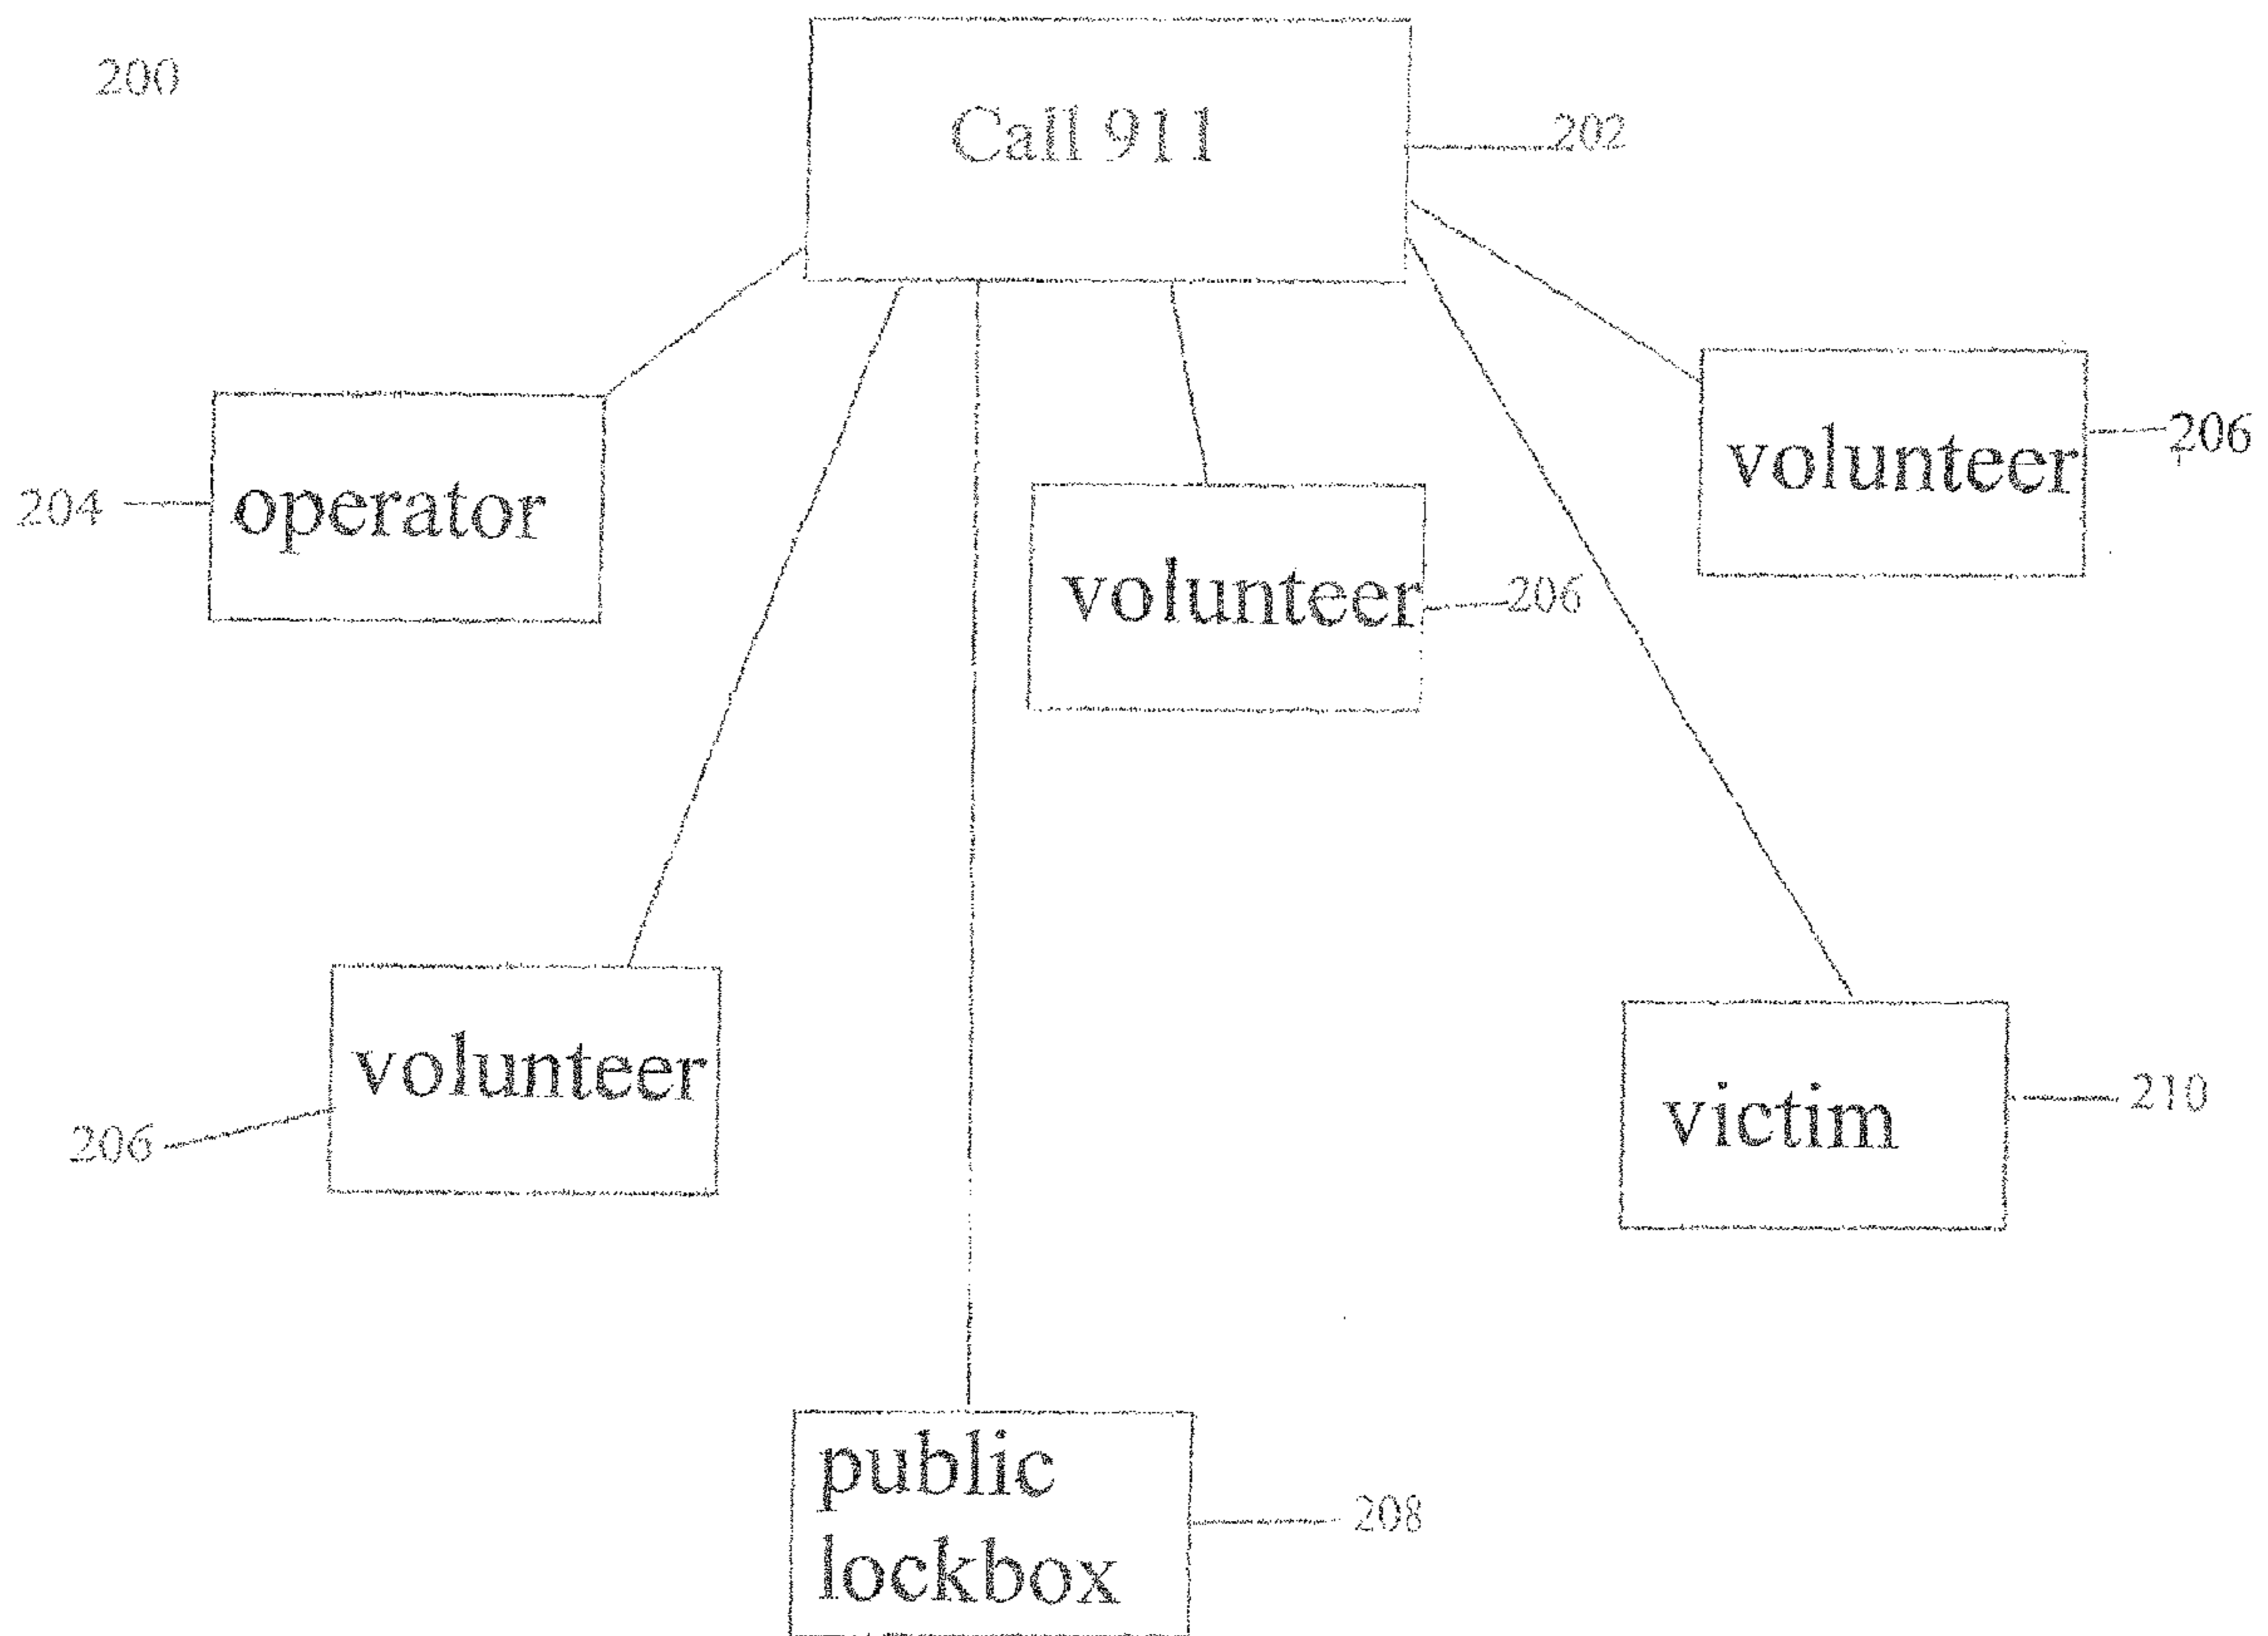 200
Call 911
202
204
operator
volunteer
206
volunteer
206
volunteer
206
victim
210
public
lockbox
208